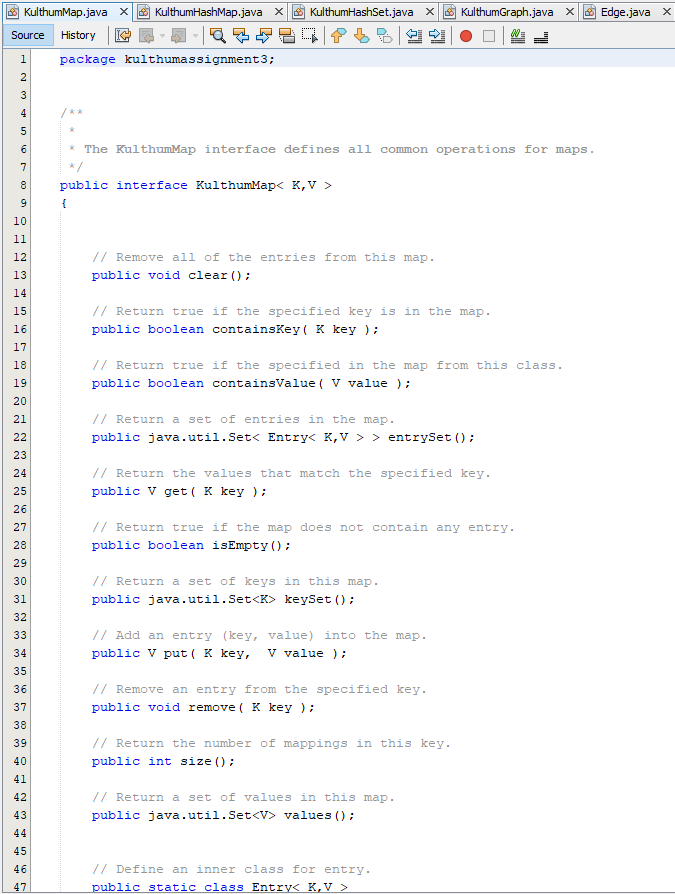 KulthumMap.java KulthumHashMap.java KulthumHashSet.java KulthumGraph.java Edge.java
Source History
1 package kulthumassignment3;
2
3
4 /**
5 *
6 * The KulthumMap interface defines all common operations for maps.
7 */
8 public interface KulthumMap< K,V >
9 {
10
11
12 // Remove all of the entries from this map.
13 public void clear();
14
15 // Return true if the specified key is in the map.
16 public boolean containsKey( K key );
17
18 // Return true if the specified in the map from this class.
19 public boolean containsValue( V value );
20
21 // Return a set of entries in the map.
22 public java.util.Set< Entry< K,V > > entrySet();
23
24 // Return the values that match the specified key.
25 public V get( K key );
26
27 // Return true if the map does not contain any entry.
28 public boolean isEmpty();
29
30 // Return a set of keys in this map.
31 public java.util.Set<K> keySet();
32
33 // Add an entry (key, value) into the map.
34 public V put( K key,  V value );
35
36 // Remove an entry from the specified key.
37 public void remove( K key );
38
39 // Return the number of mappings in this key.
40 public int size();
41
42 // Return a set of values in this map.
43 public java.util.Set<V> values();
44
45
46 // Define an inner class for entry.
47 public static class Entry< K,V >